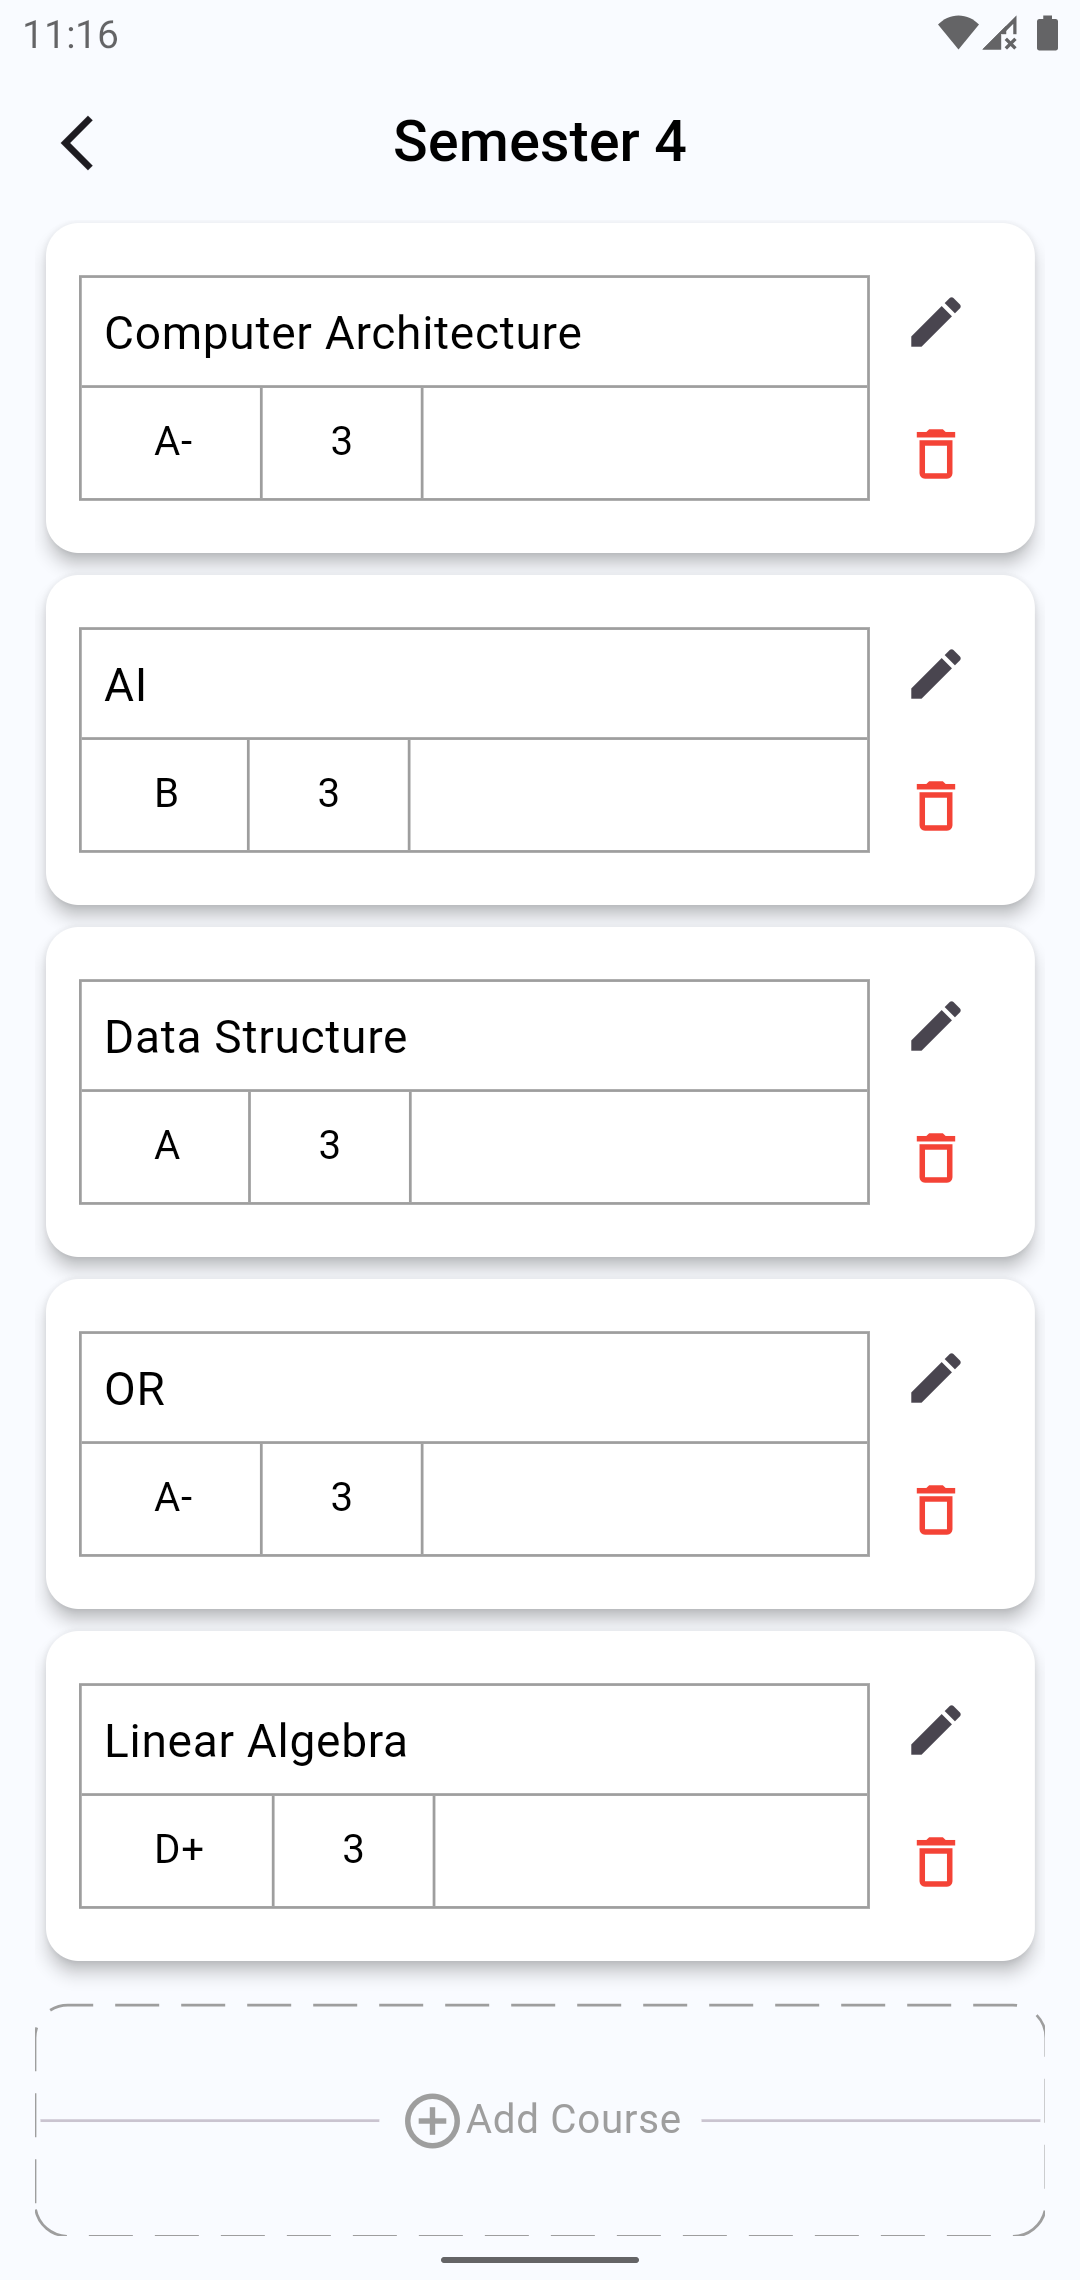 11:16
Semester 4
Computer Architecture
A- 3
AI
B 3
Data Structure
A 3
OR
A- 3
Linear Algebra
D+ 3
Add Course